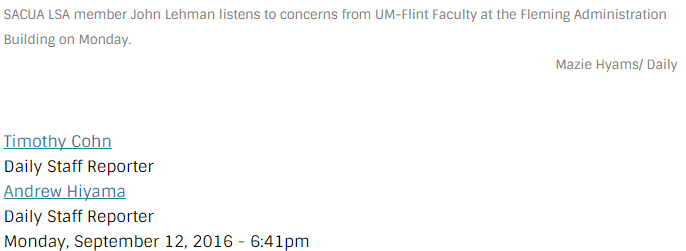 SACUA LSA member John Lehman listens to concerns from UM-Flint Faculty at the Fleming Administration
Building on Monday.
Mazie Hyams/ Daily
Timothy Cohn
Daily Staff Reporter
Andrew Hiyama
Daily Staff Reporter
Monday, September 12, 2016 - 6:41pm